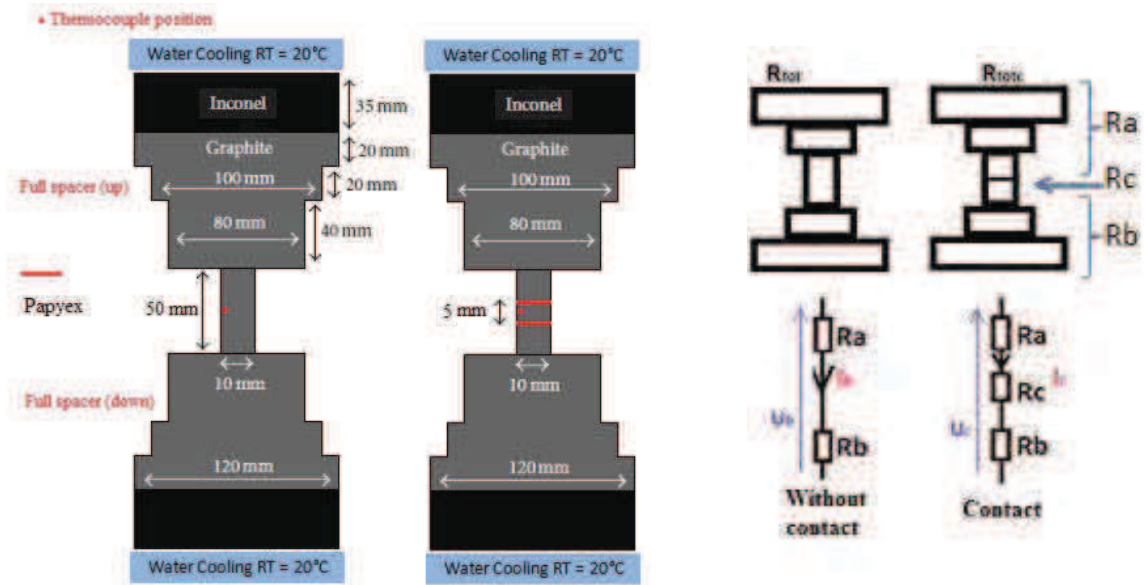 • Thermocouple position
Water Cooling RT = 20°C
Inconel
35 mm
Graphite
20 mm
Full spacer (up)
100 mm
20 mm
80 mm
40 mm
Papyex
50 mm
10 mm
Full spacer (down)
120 mm
Water Cooling RT = 20°C
Water Cooling RT = 20°C
Inconel
Graphite
100 mm
80 mm
5 mm
10 mm
120 mm
Water Cooling RT = 20°C
Rtot
Rtotc
Ra
Rc
Rb
Ra
Rb
Without
contact
Ra
Rc
Rb
Contact